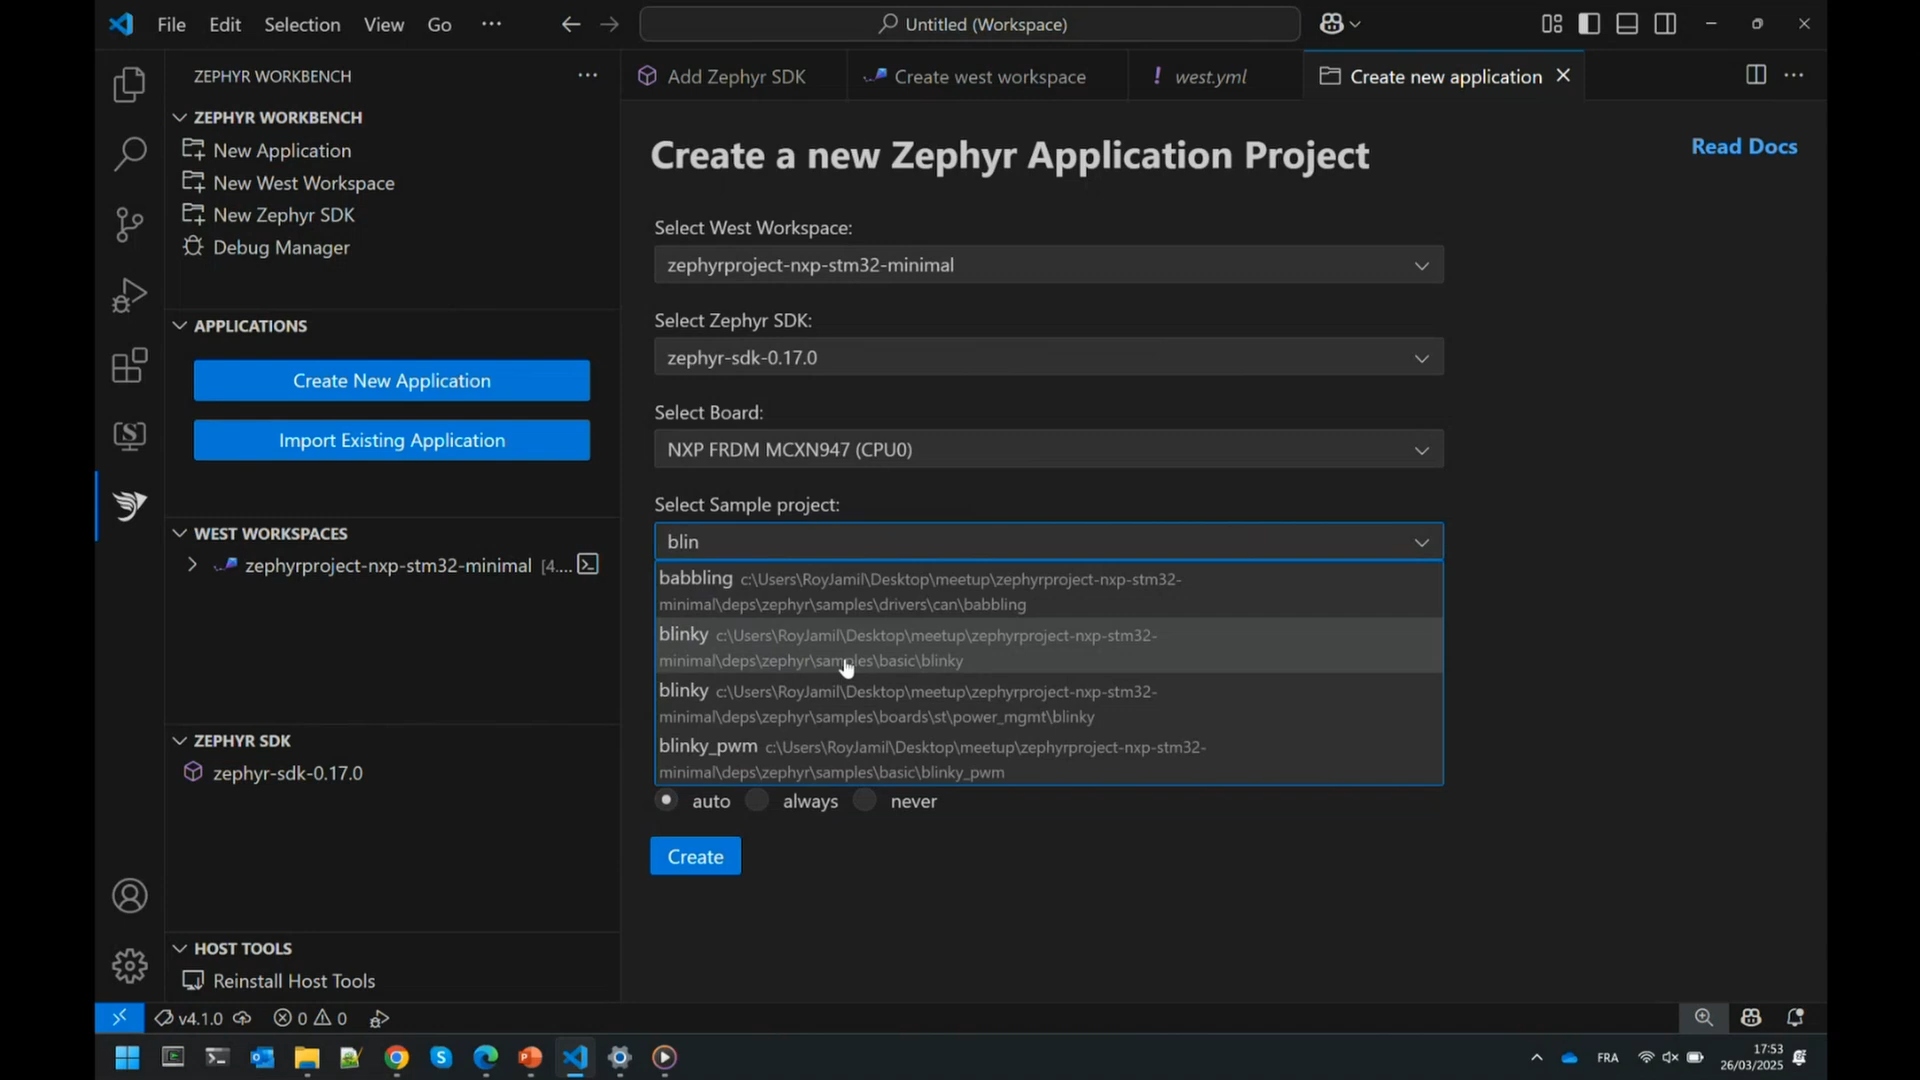 File Edit Selection View Go ··· Untitled (Workspace)
ZEPHYR WORKBENCH ···
ZEPHYR WORKBENCH
New Application
New West Workspace
New Zephyr SDK
Debug Manager
APPLICATIONS
Create New Application
Import Existing Application
WEST WORKSPACES
zephyrproject-nxp-stm32-minimal [4....
ZEPHYR SDK
zephyr-sdk-0.17.0
HOST TOOLS
Reinstall Host Tools
Add Zephyr SDK Create west workspace ! west.yml Create new application
Create a new Zephyr Application Project
Read Docs
Select West Workspace:
zephyrproject-nxp-stm32-minimal
Select Zephyr SDK:
zephyr-sdk-0.17.0
Select Board:
NXP FRDM MCXN947 (CPU0)
Select Sample project:
blin
babbling c:\Users\RoyJamil\Desktop\meetup\zephyrproject-nxp-stm32-
minimal\deps\zephyr\samples\drivers\can\babbling
blinky c:\Users\RoyJamil\Desktop\meetup\zephyrproject-nxp-stm32-
minimal\deps\zephyr\samples\basic\blinky
blinky c:\Users\RoyJamil\Desktop\meetup\zephyrproject-nxp-stm32-
minimal\deps\zephyr\samples\boards\st\power_mgmt\blinky
blinky_pwm c:\Users\RoyJamil\Desktop\meetup\zephyrproject-nxp-stm32-
minimal\deps\zephyr\samples\basic\blinky_pwm
auto always never
Create
v4.1.0 0 0
FRA 17:53
26/03/2025